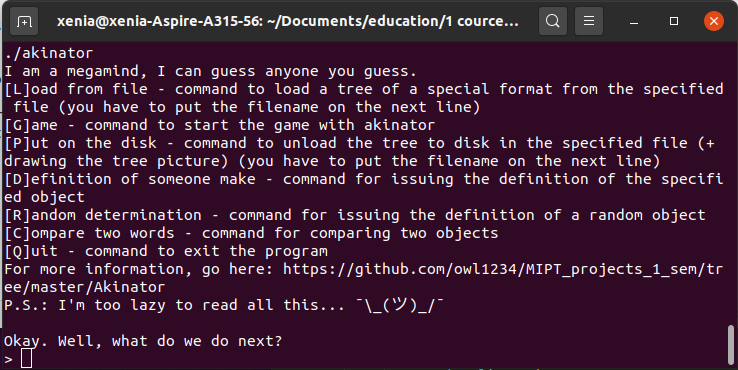 xenia@xenia-Aspire-A315-56: ~/Documents/education/1 cource...
./akinator
I am a megamind, I can guess anyone you guess.
[L]oad from file - command to load a tree of a special format from the specified
 file (you have to put the filename on the next line)
[G]ame - command to start the game with akinator
[P]ut on the disk - command to unload the tree to disk in the specified file (+
drawing the tree picture) (you have to put the filename on the next line)
[D]efinition of someone make - command for issuing the definition of the specifi
ed object
[R]andom determination - command for issuing the definition of a random object
[C]ompare two words - command for comparing two objects
[Q]uit - command to exit the program
For more information, go here: https://github.com/owl1234/MIPT_projects_1_sem/tr
ee/master/Akinator
P.S.: I'm too lazy to read all this... ¯\_(ツ)_/¯
Okay. Well, what do we do next?
>